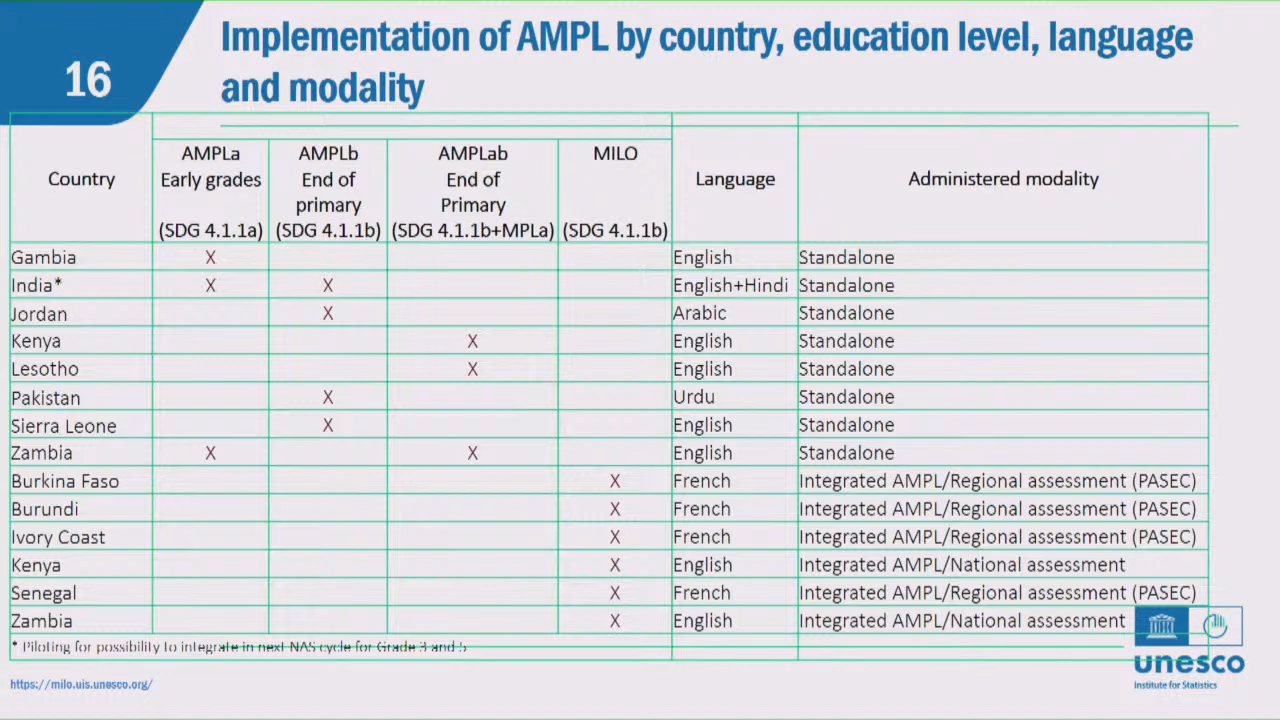 16
Implementation of AMPL by country, education level, language
and modality
Country
AMPLa
Early grades
(SDG 4.1.1a)
AMPLb
End of
primary
(SDG 4.1.1b)
AMPLab
End of
Primary
(SDG 4.1.1b+MPLa)
MILO
(SDG 4.1.1b)
Language
Administered modality
Gambia X English Standalone
India* X X English+Hindi Standalone
Jordan X Arabic Standalone
Kenya X English Standalone
Lesotho X English Standalone
Pakistan X Urdu Standalone
Sierra Leone X English Standalone
Zambia X X English Standalone
Burkina Faso X French Integrated AMPL/Regional assessment (PASEC)
Burundi X French Integrated AMPL/Regional assessment (PASEC)
Ivory Coast X French Integrated AMPL/Regional assessment (PASEC)
Kenya X English Integrated AMPL/National assessment
Senegal X French Integrated AMPL/Regional assessment (PASEC)
Zambia X English Integrated AMPL/National assessment
* Piloting for possibility to integrate in next NAS cycle for Grade 3 and 5
https://milo.uis.unesco.org/
unesco
Institute for Statistics